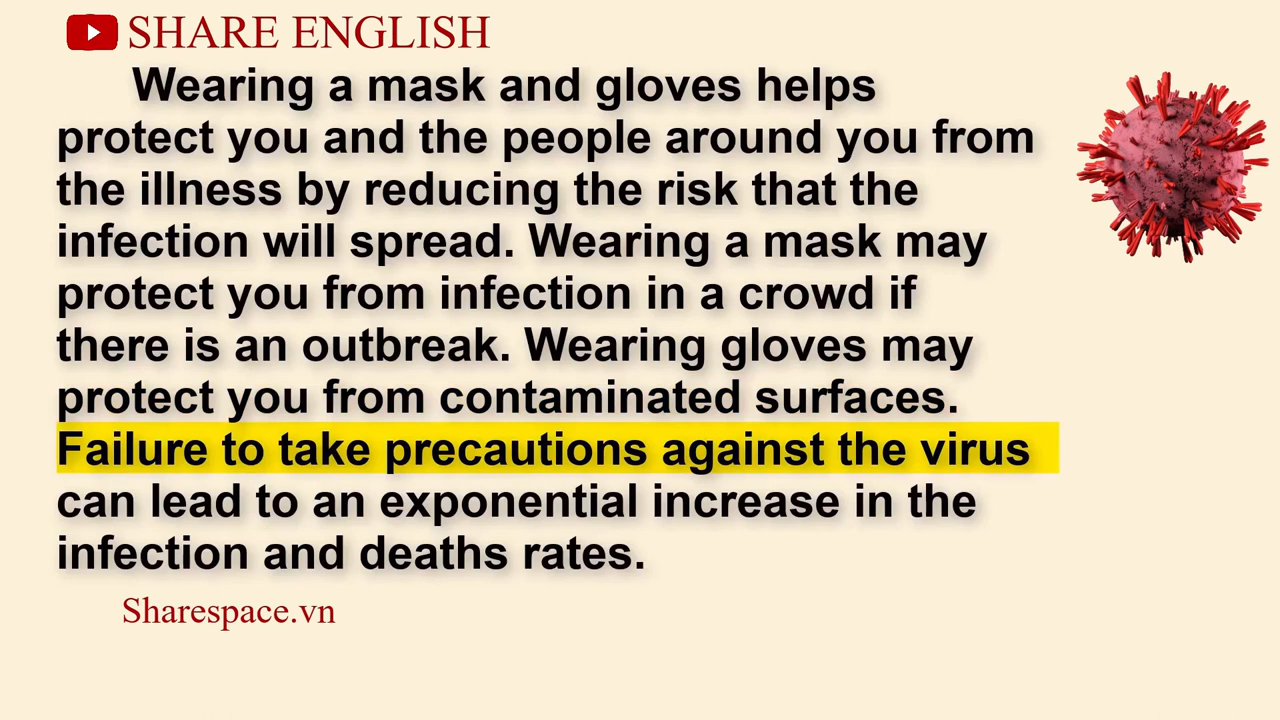 SHARE ENGLISH
Wearing a mask and gloves helps
protect you and the people around you from
the illness by reducing the risk that the
infection will spread. Wearing a mask may
protect you from infection in a crowd if
there is an outbreak. Wearing gloves may
protect you from contaminated surfaces.
Failure to take precautions against the virus
can lead to an exponential increase in the
infection and deaths rates.
Sharespace.vn